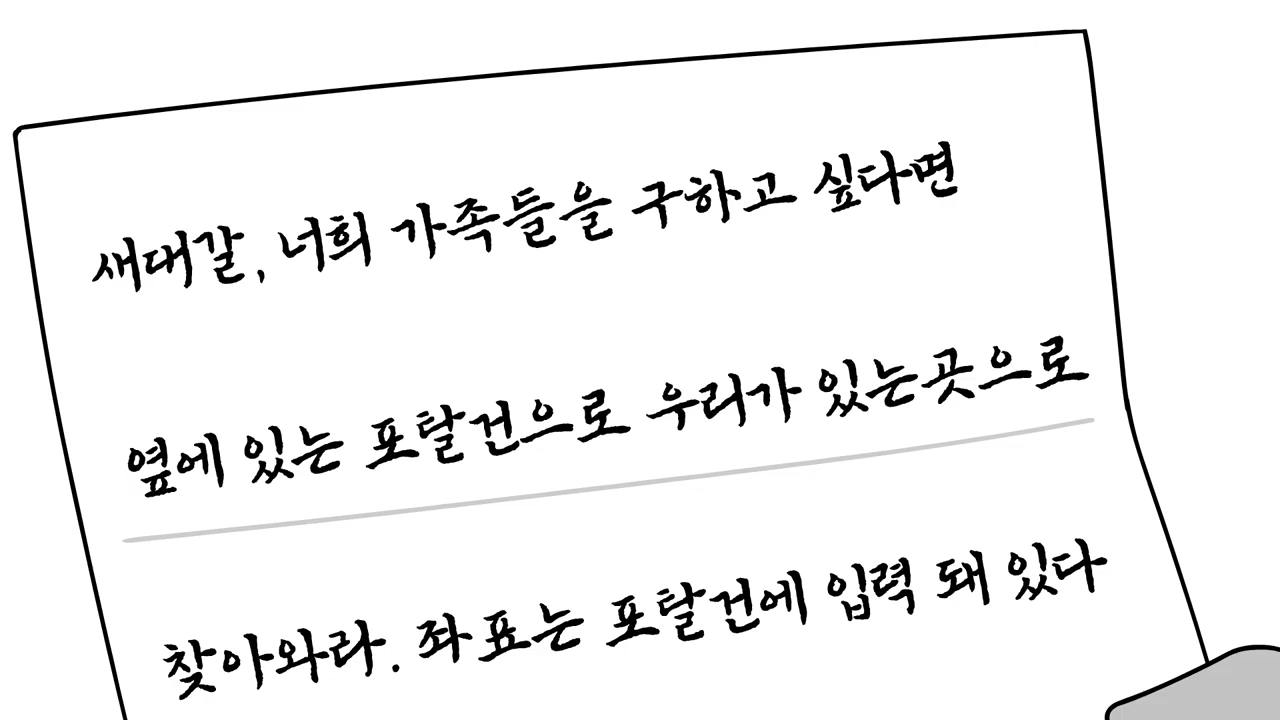 새대갈, 너희 가족들을 구하고 싶다면
옆에 있는 포탈건으로 우리가 있는곳으로
찾아와라. 좌표는 포탈건에 입력 돼 있다